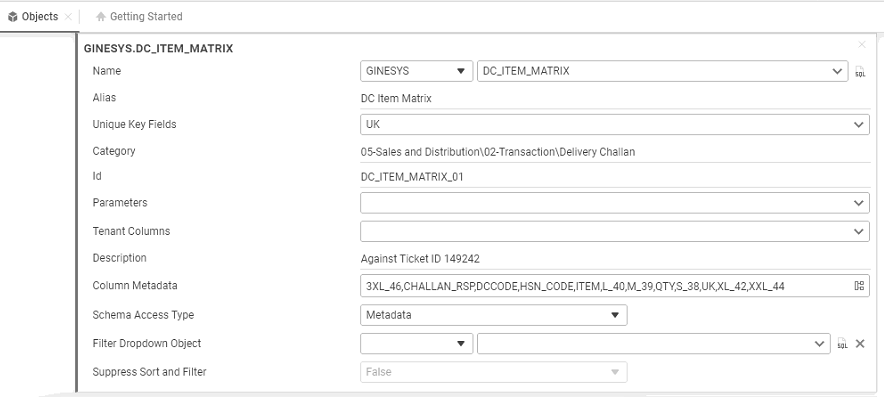 Objects
Getting Started
GINESYS.DC_ITEM_MATRIX
Name GINESYS DC_ITEM_MATRIX SQL
Alias DC Item Matrix
Unique Key Fields UK
Category 05-Sales and Distribution\02-Transaction\Delivery Challan
Id DC_ITEM_MATRIX_01
Parameters
Tenant Columns
Description Against Ticket ID 149242
Column Metadata 3XL_46,CHALLAN_RSP,DCCODE,HSN_CODE,ITEM,L_40,M_39,QTY,S_38,UK,XL_42,XXL_44
Schema Access Type Metadata
Filter Dropdown Object SQL
Suppress Sort and Filter False